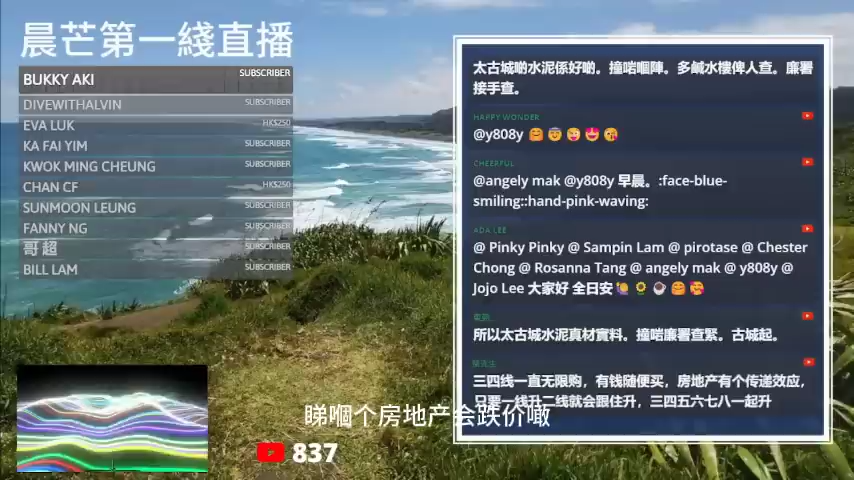 晨芒第一綫直播
BUKKY AKI SUBSCRIBER
DIVEWITHALVIN SUBSCRIBER
EVA LUK HK$250
KA FAI YIM SUBSCRIBER
KWOK MING CHEUNG SUBSCRIBER
CHAN CF HK$250
SUNMOON LEUNG SUBSCRIBER
FANNY NG SUBSCRIBER
哥 超 SUBSCRIBER
BILL LAM SUBSCRIBER
太古城啲水泥係好啲。撞啱嗰陣。多鹹水樓俾人查。廉署
接手查。
HAPPY WONDER
@y808y 🤗🤯😜😍😘
CHEERFUL
@angely mak @y808y 早晨。:face-blue-
smiling::hand-pink-waving:
ADA LEE
@ Pinky Pinky @ Sampin Lam @ pirotase @ Chester
Chong @ Rosanna Tang @ angely mak @ y808y @
Jojo Lee 大家好 全日安 🙋🌻☕🤗🥰
所以太古城水泥真材實料。撞啱廉署查緊。古城起。
三四线一直无限购，有钱随便买，房地产有个传递效应，
只要一线升二线就会跟住升，三四五六七八一起升
睇嗰个房地产会跌价噉
837